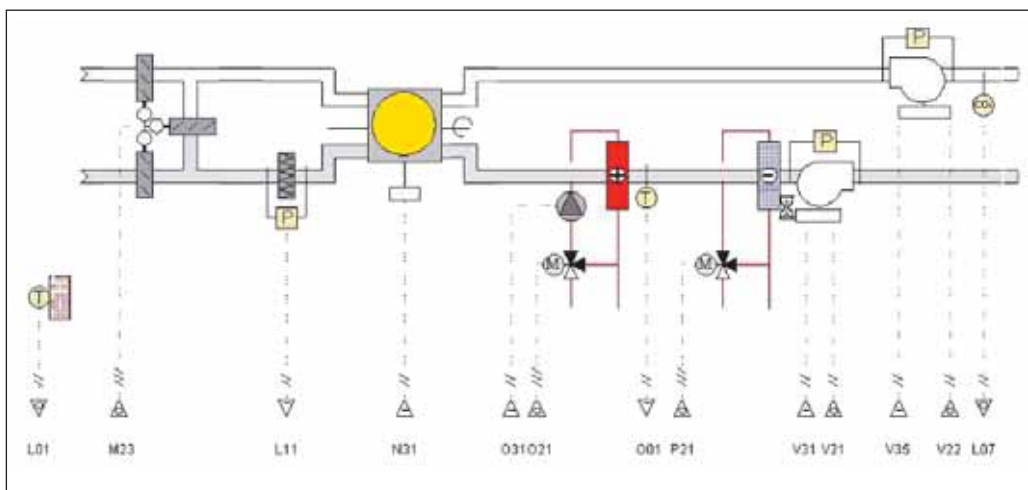 P
CO₂
P
+
-
T
P
M
M
T
L01 M23 L11 N31 O31 O21 O01 P21 V31 V21 V35 V22 L07